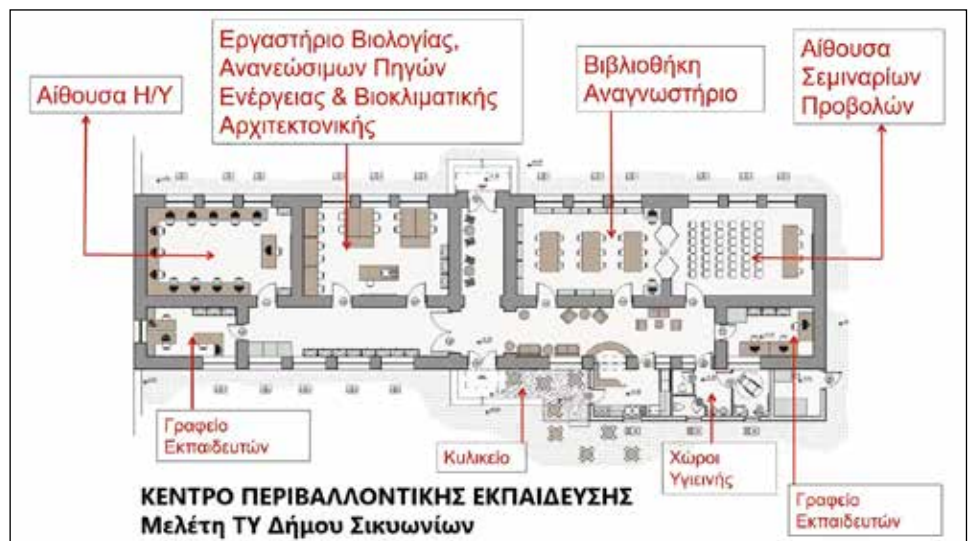 Αίθουσα Η/Υ
Εργαστήριο Βιολογίας,
Ανανεώσιμων Πηγών
Ενέργειας & Βιοκλιματικής
Αρχιτεκτονικής
Βιβλιοθήκη
Αναγνωστήριο
Αίθουσα
Σεμιναρίων
Προβολών
Γραφείο
Εκπαιδευτών
Κυλικείο
Χώροι
Υγιεινής
Γραφείο
Εκπαιδευτών
ΚΕΝΤΡΟ ΠΕΡΙΒΑΛΛΟΝΤΙΚΗΣ ΕΚΠΑΙΔΕΥΣΗΣ
Μελέτη ΤΥ Δήμου Σικυωνίων